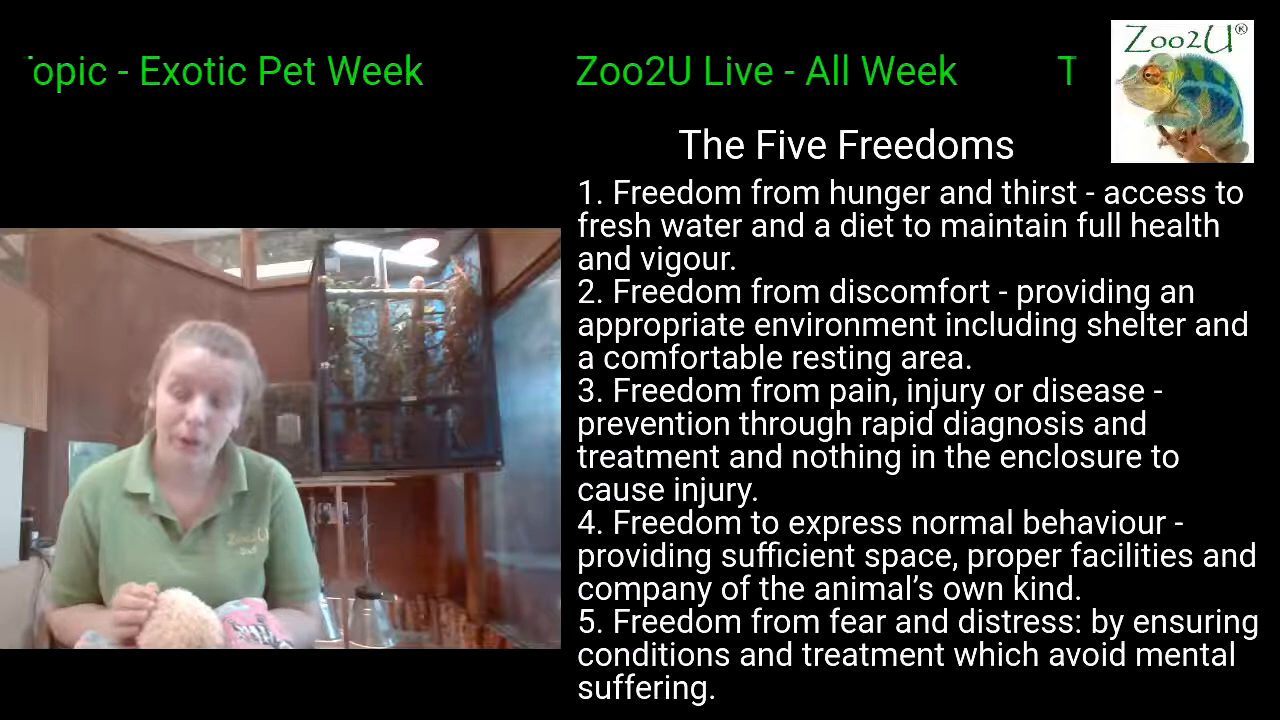 opic - Exotic Pet Week
Zoo2U Live - All Week
T
Zoo2U®
The Five Freedoms
1. Freedom from hunger and thirst - access to
fresh water and a diet to maintain full health
and vigour.
2. Freedom from discomfort - providing an
appropriate environment including shelter and
a comfortable resting area.
3. Freedom from pain, injury or disease -
prevention through rapid diagnosis and
treatment and nothing in the enclosure to
cause injury.
4. Freedom to express normal behaviour -
providing sufficient space, proper facilities and
company of the animal’s own kind.
5. Freedom from fear and distress: by ensuring
conditions and treatment which avoid mental
suffering.
Zoo2U